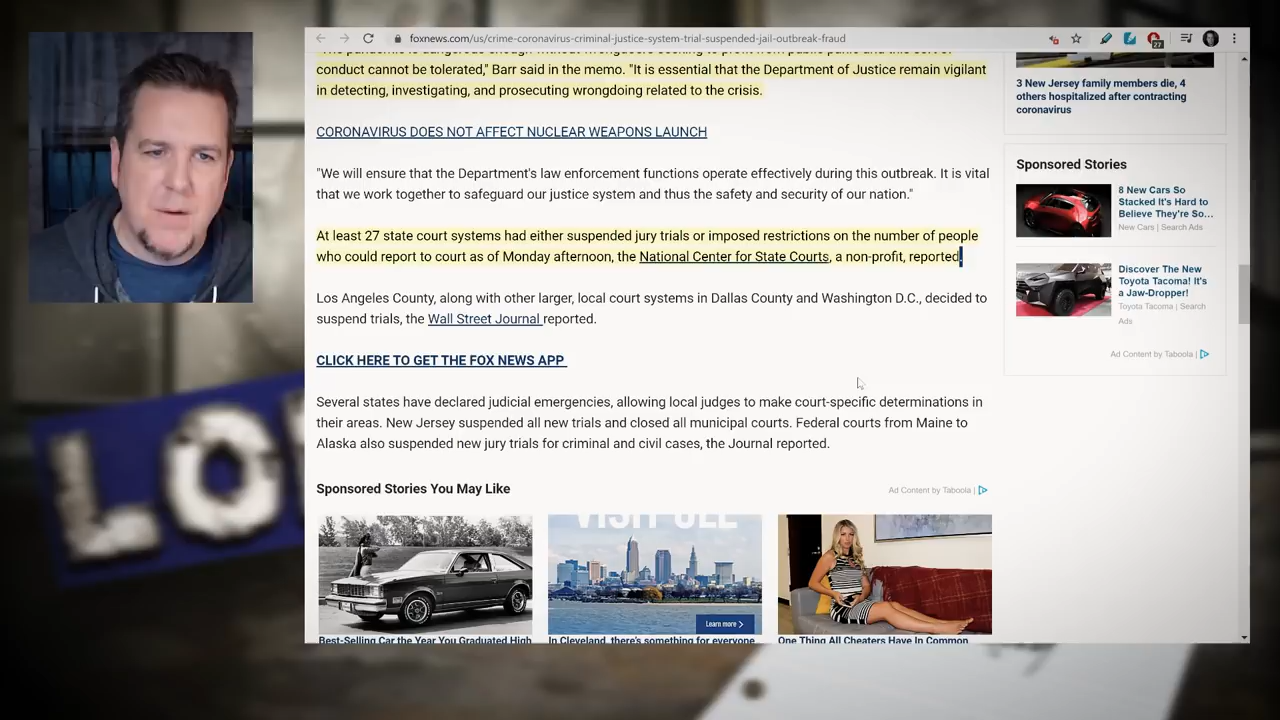 foxnews.com/us/crime-coronavirus-criminal-justice-system-trial-suspended-jail-outbreak-fraud
27
conduct cannot be tolerated," Barr said in the memo. "It is essential that the Department of Justice remain vigilant
in detecting, investigating, and prosecuting wrongdoing related to the crisis.
CORONAVIRUS DOES NOT AFFECT NUCLEAR WEAPONS LAUNCH
"We will ensure that the Department's law enforcement functions operate effectively during this outbreak. It is vital
that we work together to safeguard our justice system and thus the safety and security of our nation."
At least 27 state court systems had either suspended jury trials or imposed restrictions on the number of people
who could report to court as of Monday afternoon, the National Center for State Courts, a non-profit, reported.
Los Angeles County, along with other larger, local court systems in Dallas County and Washington D.C., decided to
suspend trials, the Wall Street Journal reported.
CLICK HERE TO GET THE FOX NEWS APP
Several states have declared judicial emergencies, allowing local judges to make court-specific determinations in
their areas. New Jersey suspended all new trials and closed all municipal courts. Federal courts from Maine to
Alaska also suspended new jury trials for criminal and civil cases, the Journal reported.
Sponsored Stories You May Like
Ad Content by Taboola |
Learn more >
Best-Selling Car the Year You Graduated High
In Cleveland, there's something for everyone
One Thing All Cheaters Have In Common
3 New Jersey family members die, 4
others hospitalized after contracting
coronavirus
Sponsored Stories
8 New Cars So
Stacked It's Hard to
Believe They're So...
New Cars | Search Ads
Discover The New
Toyota Tacoma! It's
a Jaw-Dropper!
Toyota Tacoma | Search
Ads
Ad Content by Taboola |
LO